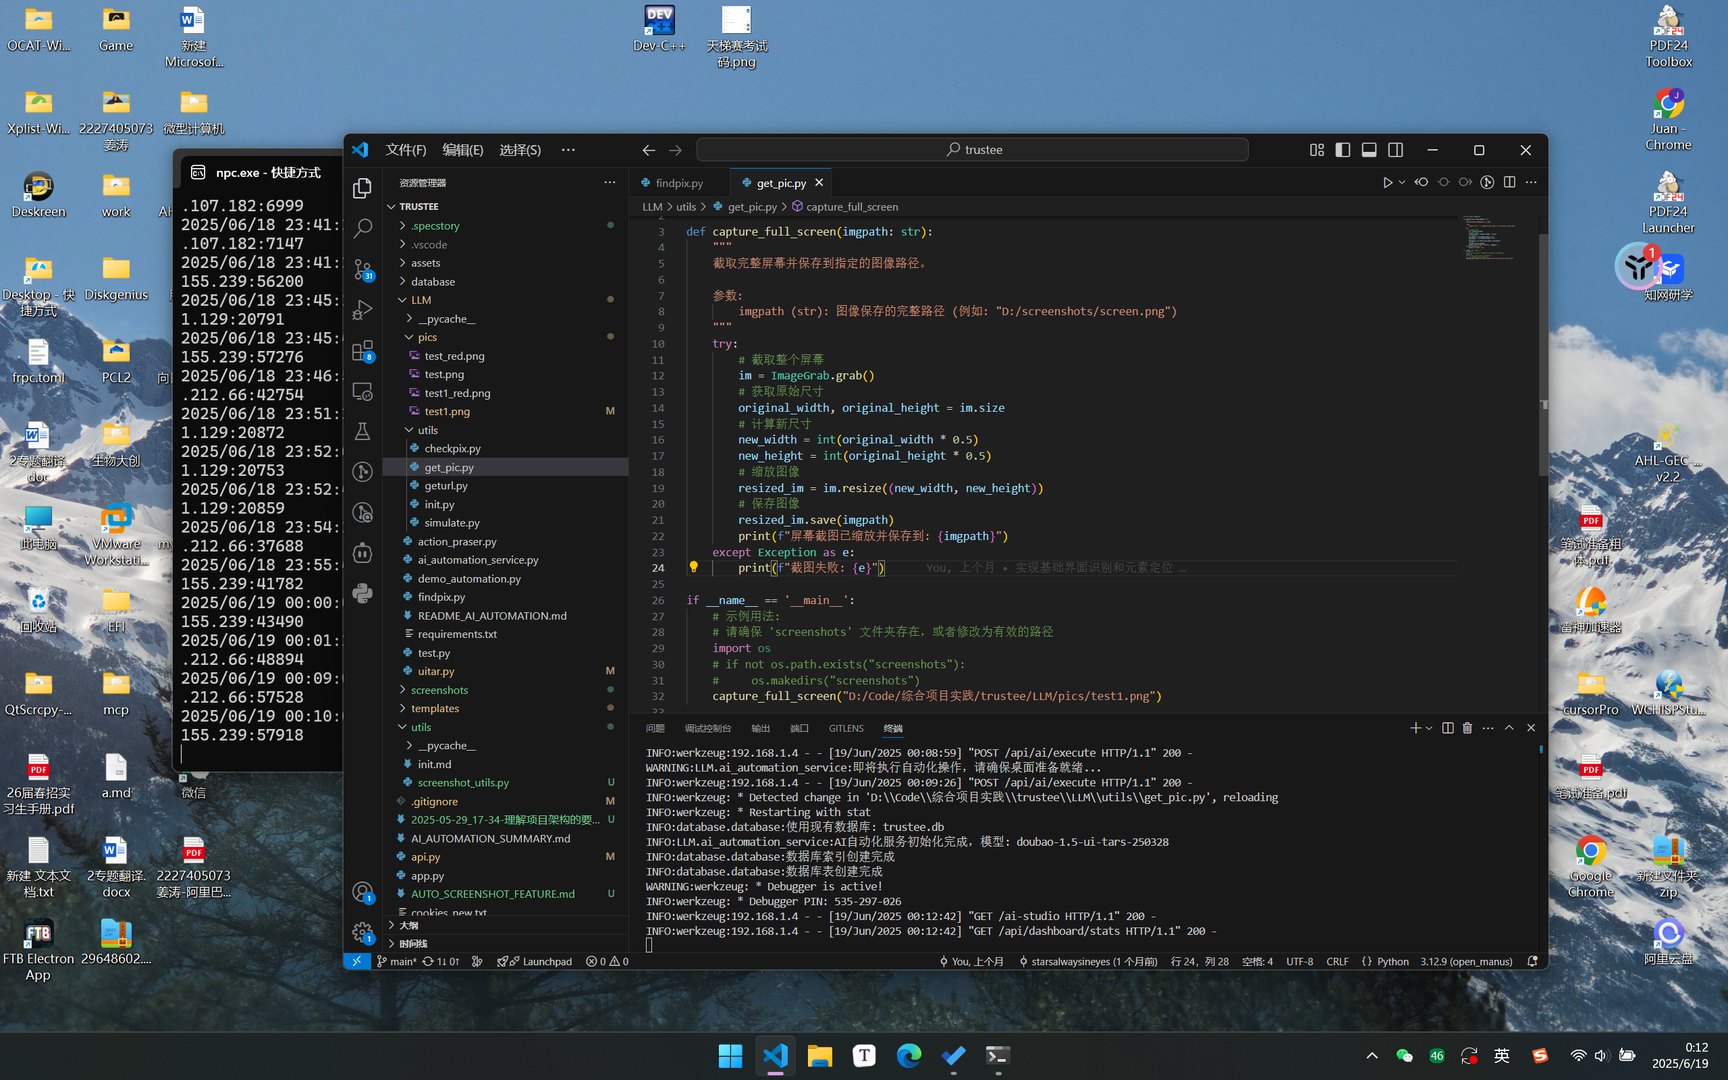 OCAT-Wi...
Game
新建 Microsof...
Dev-C++
天梯赛考试码.png
PDF24 Toolbox
Xplist-Wi...
2227405073 姜涛
微型计算机
Juan - Chrome
Deskreen
work
PDF24 Launcher
Desktop - 快捷方式
Diskgenius
1
知网研学
frpc.toml
PCL2
2专题翻译.doc
生物大创
AHL-GEC-... v2.2
此电脑
VMware Workstati...
笔试准备粗体.pdf
回收站
EFI
雷神加速器
QtScrcpy-...
mcp
cursorPro
WCHISPStu...
26届春招实习生手册.pdf
a.md
微信
笔试准备.pdf
新建 文本文档.txt
2专题翻译.docx
2227405073 姜涛-阿里巴...
Google Chrome
新建文件夹.zip
FTB Electron App
29648602....
阿里云盘
npc.exe - 快捷方式
.107.182:6999
2025/06/18 23:41:
.107.182:7147
2025/06/18 23:41:
155.239:56200
2025/06/18 23:45:
1.129:20791
2025/06/18 23:45:
155.239:57276
2025/06/18 23:46:
.212.66:42754
2025/06/18 23:51:
1.129:20872
2025/06/18 23:52:
1.129:20753
2025/06/18 23:52:
1.129:20859
2025/06/18 23:54:
.212.66:37688
2025/06/18 23:55:
155.239:41782
2025/06/19 00:00:
155.239:43490
2025/06/19 00:01:
.212.66:48894
2025/06/19 00:09:
.212.66:57528
2025/06/19 00:10:
155.239:57918
文件(F) 编辑(E) 选择(S) ··· trustee
资源管理器
TRUSTEE
.specstory
.vscode
assets
database
LLM
__pycache__
pics
test_red.png
test.png
test1_red.png
test1.png M
utils
checkpix.py
get_pic.py
geturl.py
init.py
simulate.py
action_praser.py
ai_automation_service.py
demo_automation.py
findpix.py
README_AI_AUTOMATION.md
requirements.txt
test.py
uitar.py M
screenshots
templates
utils
__pycache__
init.md
screenshot_utils.py U
.gitignore M
2025-05-29_17-34-理解项目架构的要... U
AI_AUTOMATION_SUMMARY.md
api.py M
app.py
AUTO_SCREENSHOT_FEATURE.md U
cookies_new.txt
大纲
时间线
31
8
1
1
findpix.py get_pic.py
LLM > utils > get_pic.py > capture_full_screen
2
3 def capture_full_screen(imgpath: str):
4 """
5 截取完整屏幕并保存到指定的图像路径。
6
7 参数:
8 imgpath (str): 图像保存的完整路径 (例如: "D:/screenshots/screen.png")
9 """
10 try:
11 # 截取整个屏幕
12 im = ImageGrab.grab()
13 # 获取原始尺寸
14 original_width, original_height = im.size
15 # 计算新尺寸
16 new_width = int(original_width * 0.5)
17 new_height = int(original_height * 0.5)
18 # 缩放图像
19 resized_im = im.resize((new_width, new_height))
20 # 保存图像
21 resized_im.save(imgpath)
22 print(f"屏幕截图已缩放并保存到: {imgpath}")
23 except Exception as e:
24 print(f"截图失败: {e}") You, 上个月 • 实现基础界面识别和元素定位 …
25
26 if __name__ == '__main__':
27 # 示例用法:
28 # 请确保 'screenshots' 文件夹存在，或者修改为有效的路径
29 import os
30 # if not os.path.exists("screenshots"):
31 # os.makedirs("screenshots")
32 capture_full_screen("D:/Code/综合项目实践/trustee/LLM/pics/test1.png")
33
问题 调试控制台 输出 端口 GITLENS 终端
INFO:werkzeug:192.168.1.4 - - [19/Jun/2025 00:08:59] "POST /api/ai/execute HTTP/1.1" 200 -
WARNING:LLM.ai_automation_service:即将执行自动化操作，请确保桌面准备就绪...
INFO:werkzeug:192.168.1.4 - - [19/Jun/2025 00:09:26] "POST /api/ai/execute HTTP/1.1" 200 -
INFO:werkzeug: * Detected change in 'D:\\Code\\综合项目实践\\trustee\\LLM\\utils\\get_pic.py', reloading
INFO:werkzeug: * Restarting with stat
INFO:database.database:使用现有数据库: trustee.db
INFO:LLM.ai_automation_service:AI自动化服务初始化完成，模型: doubao-1.5-ui-tars-250328
INFO:database.database:数据库索引创建完成
INFO:database.database:数据库表创建完成
WARNING:werkzeug: * Debugger is active!
INFO:werkzeug: * Debugger PIN: 535-297-026
INFO:werkzeug:192.168.1.4 - - [19/Jun/2025 00:12:42] "GET /ai-studio HTTP/1.1" 200 -
INFO:werkzeug:192.168.1.4 - - [19/Jun/2025 00:12:42] "GET /api/dashboard/stats HTTP/1.1" 200 -
main* 1↓ 0↑ Launchpad 0 0 You, 上个月 starsalwaysineyes (1 个月前) 行 24，列 28 空格: 4 UTF-8 CRLF {} Python 3.12.9 (open_manus)
46 英 0:12
2025/6/19